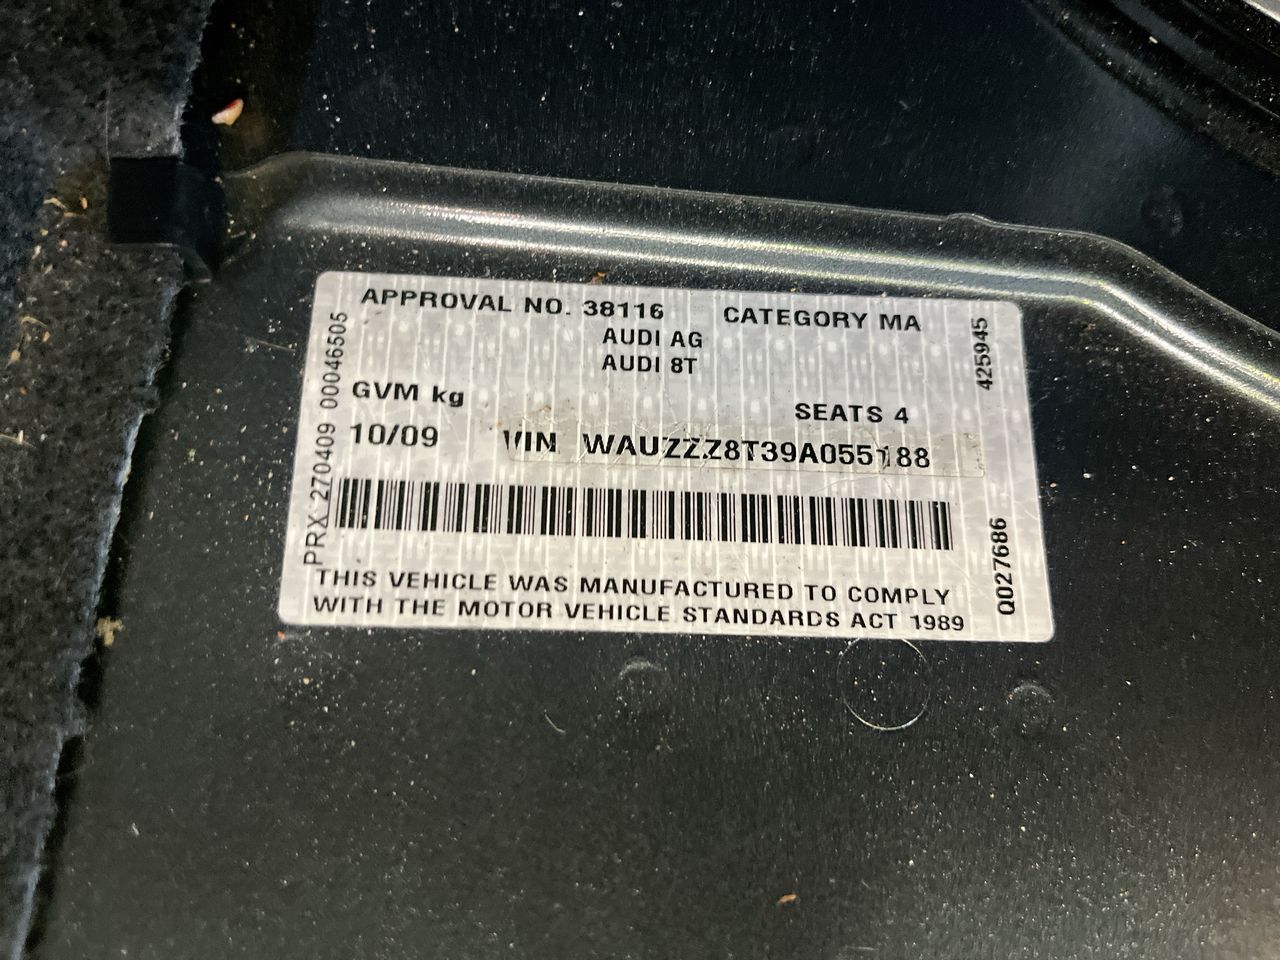 APPROVAL NO. 38116 CATEGORY MA
AUDI AG
AUDI 8T
GVM kg
SEATS 4
10/09 VIN WAUZZZ8T39A055188
THIS VEHICLE WAS MANUFACTURED TO COMPLY
WITH THE MOTOR VEHICLE STANDARDS ACT 1989
PRX 270409 00046505
425945
Q027686